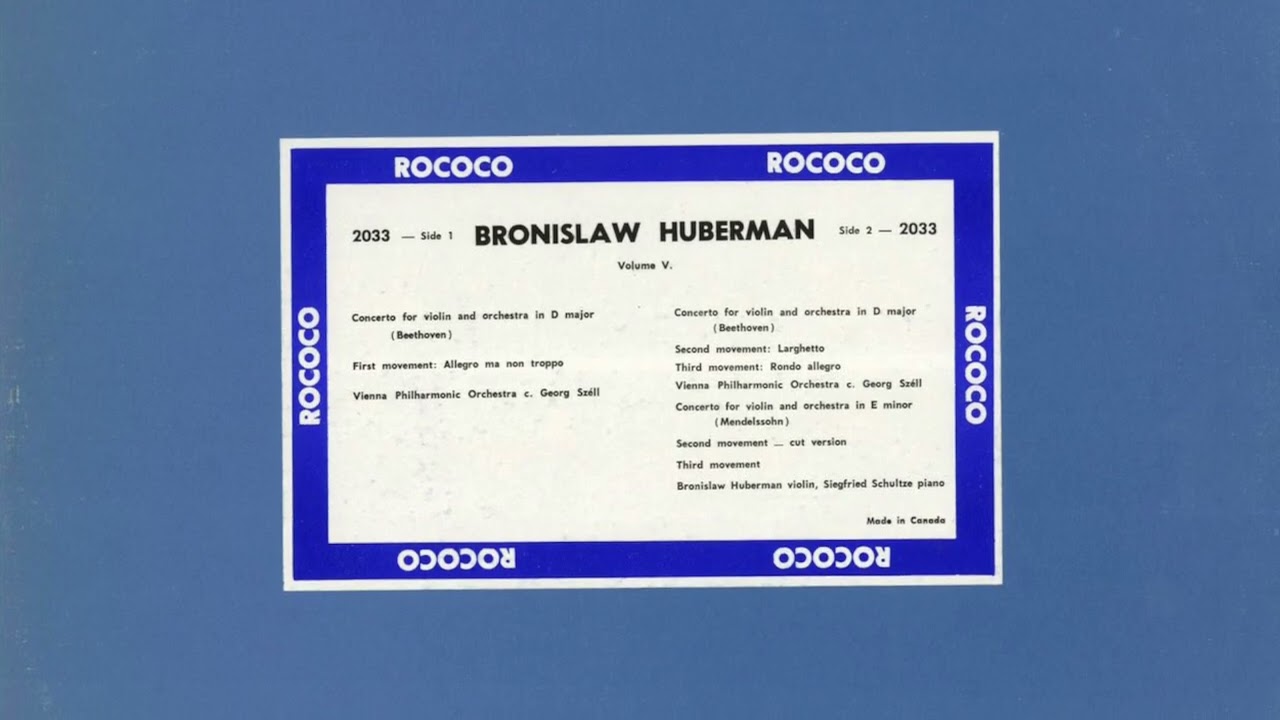 ROCOCO ROCOCO
2033 — Side 1 BRONISLAW HUBERMAN Side 2 — 2033
Volume V.
Concerto for violin and orchestra in D major
(Beethoven)
First movement: Allegro ma non troppo
Vienna Philharmonic Orchestra c. Georg Széll
Concerto for violin and orchestra in D major
(Beethoven)
Second movement: Larghetto
Third movement: Rondo allegro
Vienna Philharmonic Orchestra c. Georg Széll
Concerto for violin and orchestra in E minor
(Mendelssohn)
Second movement — cut version
Third movement
Bronislaw Huberman violin, Siegfried Schultze piano
Made in Canada
ROCOCO
ROCOCO
ROCOCO ROCOCO